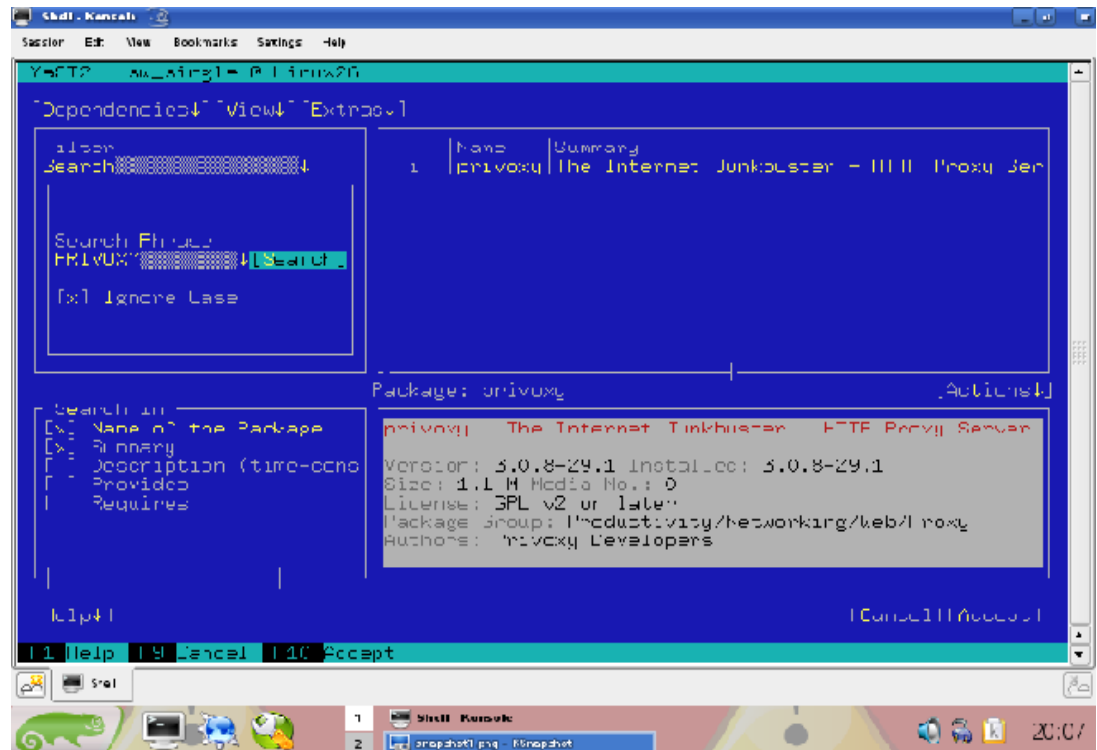 Shell - Konsole
Session Edit View Bookmarks Settings Help
YaST2 - sw_single @ linux26
[Dependencies↓] [View↓] [Extras↓]
Filter
Search ↓
Search Phrase
PRIVOXY ↓ [Search]
[x] Ignore Case
Search in
[x] Name of the Package
[x] Summary
[ ] Description (time-cons
[ ] Provides
[ ] Requires
Name Summary
1 privoxy The Internet Junkbuster - HTTP Proxy Ser
Package: privoxy [Actions↓]
privoxy - The Internet Junkbuster - HTTP Proxy Server
Version: 3.0.8-29.1 Installed: 3.0.8-29.1
Size: 1.1 M Media No.: 0
License: GPL v2 or later
Package Group: Productivity/Networking/Web/Proxy
Authors: Privoxy Developers
[Help↓] [Cancel][Accept]
F1 Help F9 Cancel F10 Accept
Shell
1 Shell - Konsole
2 snapshot1.png - KSnapshot
20:07